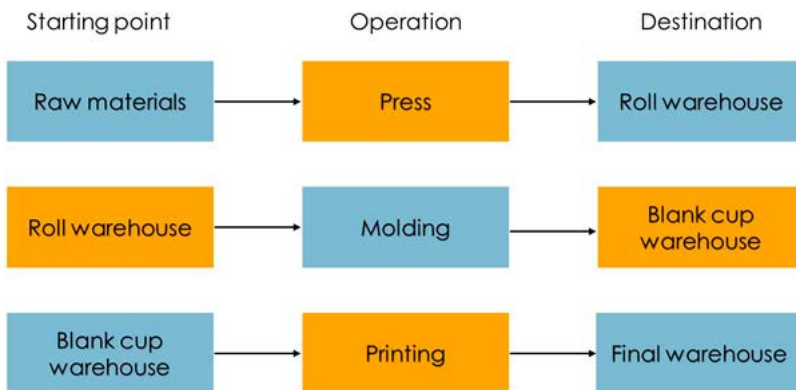 Starting point
Operation
Destination
Raw materials
Press
Roll warehouse
Roll warehouse
Molding
Blank cup
warehouse
Blank cup
warehouse
Printing
Final warehouse